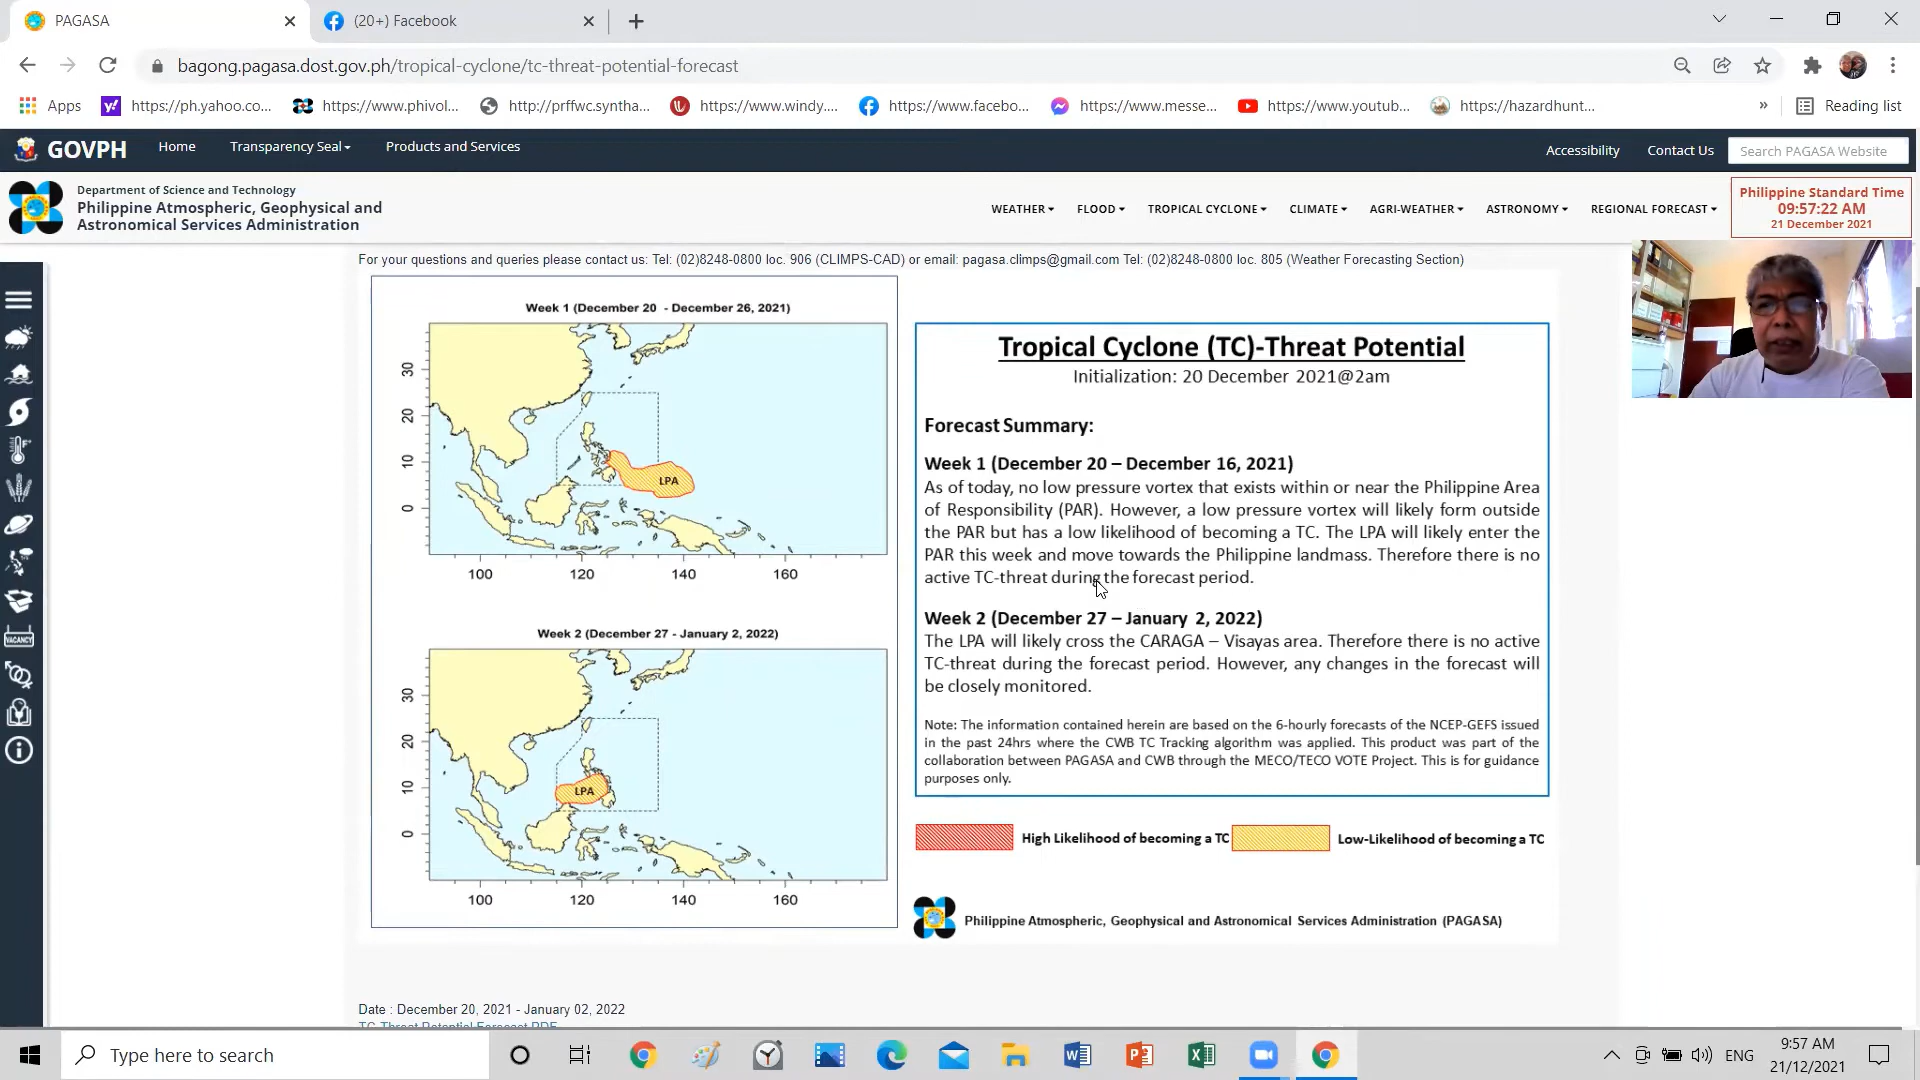 PAGASA
(20+) Facebook
bagong.pagasa.dost.gov.ph/tropical-cyclone/tc-threat-potential-forecast
Apps
https://ph.yahoo.co...
https://www.phivol...
http://prffwc.syntha...
https://www.windy....
https://www.facebo...
https://www.messe...
https://www.youtub...
https://hazardhunt...
»
Reading list
GOVPH
Home
Transparency Seal
Products and Services
Accessibility
Contact Us
Search PAGASA Website
Department of Science and Technology
Philippine Atmospheric, Geophysical and
Astronomical Services Administration
WEATHER
FLOOD
TROPICAL CYCLONE
CLIMATE
AGRI-WEATHER
ASTRONOMY
REGIONAL FORECAST
Philippine Standard Time
09:57:22 AM
21 December 2021
For your questions and queries please contact us: Tel: (02)8248-0800 loc. 906 (CLIMPS-CAD) or email: pagasa.climps@gmail.com Tel: (02)8248-0800 loc. 805 (Weather Forecasting Section)
Week 1 (December 20 - December 26, 2021)
30
20
10
0
LPA
100 120 140 160
Week 2 (December 27 - January 2, 2022)
30
20
10
0
LPA
100 120 140 160
Tropical Cyclone (TC)-Threat Potential
Initialization: 20 December 2021@2am
Forecast Summary:
Week 1 (December 20 – December 16, 2021)
As of today, no low pressure vortex that exists within or near the Philippine Area
of Responsibility (PAR). However, a low pressure vortex will likely form outside
the PAR but has a low likelihood of becoming a TC. The LPA will likely enter the
PAR this week and move towards the Philippine landmass. Therefore there is no
active TC-threat during the forecast period.
Week 2 (December 27 – January 2, 2022)
The LPA will likely cross the CARAGA – Visayas area. Therefore there is no active
TC-threat during the forecast period. However, any changes in the forecast will
be closely monitored.
Note: The information contained herein are based on the 6-hourly forecasts of the NCEP-GEFS issued
in the past 24hrs where the CWB TC Tracking algorithm was applied. This product was part of the
collaboration between PAGASA and CWB through the MECO/TECO VOTE Project. This is for guidance
purposes only.
High Likelihood of becoming a TC
Low-Likelihood of becoming a TC
Philippine Atmospheric, Geophysical and Astronomical Services Administration (PAGASA)
VACANCY
Date : December 20, 2021 - January 02, 2022
TC-Threat Potential Forecast PDF
Type here to search
ENG
9:57 AM
21/12/2021